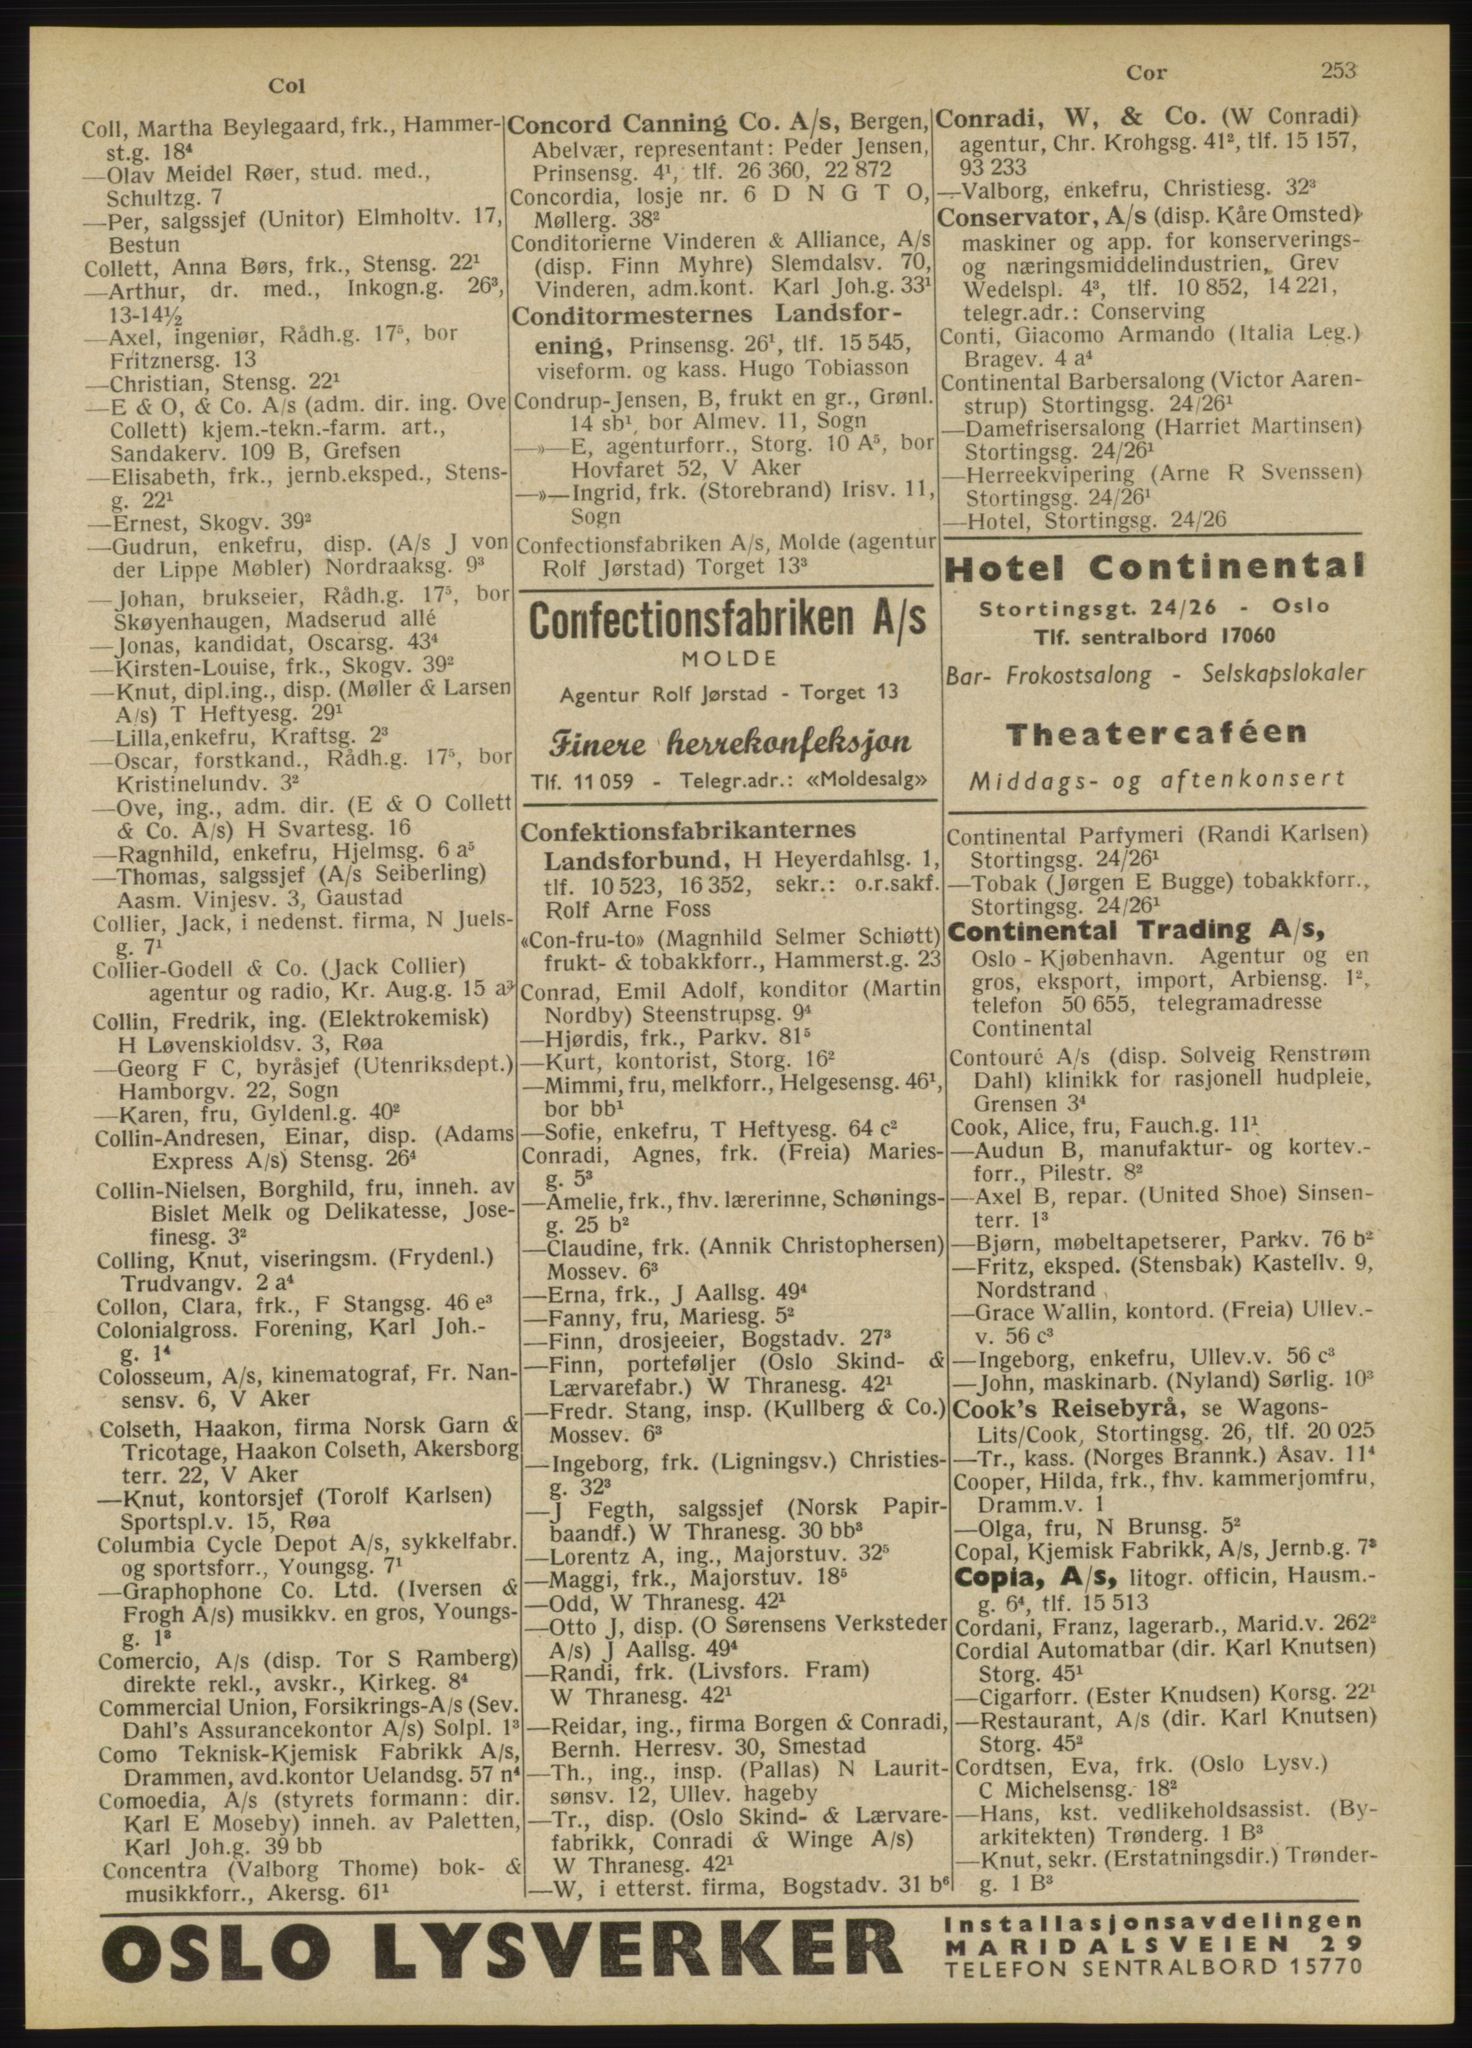 Col
Cor
253
Coll, Martha Beylegaard, frk., Hammer-
st.g. 18⁴
—Olav Meidel Røer, stud. med.,
Schultzg. 7
—Per, salgssjef (Unitor) Elmholtv. 17,
Bestun
Collett, Anna Børs, frk., Stensg. 22¹
—Arthur, dr. med., Inkogn.g. 26³,
13-14½
—Axel, ingeniør, Rådh.g. 17⁵, bor
Fritznersg. 13
—Christian, Stensg. 22¹
—E & O, & Co. A/s (adm. dir. ing. Ove
Collett) kjem.-tekn.-farm. art.,
Sandakerv. 109 B, Grefsen
—Elisabeth, frk., jernb.eksped., Stens-
g. 22¹
—Ernest, Skogv. 39²
—Gudrun, enkefru, disp. (A/s J von
der Lippe Møbler) Nordraaksg. 9³
—Johan, brukseier, Rådh.g. 17⁵, bor
Skøyenhaugen, Madserud allé
—Jonas, kandidat, Oscarsg. 43⁴
—Kirsten-Louise, frk., Skogv. 39²
—Knut, dipl.ing., disp. (Møller & Larsen
A/s) T Heftyesg. 29¹
—Lilla, enkefru, Kraftsg. 2³
—Oscar, forstkand., Rådh.g. 17⁵, bor
Kristinelundv. 3²
—Ove, ing., adm. dir. (E & O Collett
& Co. A/s) H Svartesg. 16
—Ragnhild, enkefru, Hjelmsg. 6 a⁵
—Thomas, salgssjef (A/s Seiberling)
Aasm. Vinjesv. 3, Gaustad
Collier, Jack, i nedenst. firma, N Juels-
g. 7¹
Collier-Godell & Co. (Jack Collier)
agentur og radio, Kr. Aug.g. 15 a³
Collin, Fredrik, ing. (Elektrokemisk)
H Løvenskioldsv. 3, Røa
—Georg F C, byråsjef (Utenriksdept.)
Hamborgv. 22, Sogn
—Karen, fru, Gyldenl.g. 40²
Collin-Andresen, Einar, disp. (Adams
Express A/s) Stensg. 26⁴
Collin-Nielsen, Borghild, fru, inneh. av
Bislet Melk og Delikatesse, Jose-
finesg. 3²
Colling, Knut, viseringsm. (Frydenl.)
Trudvangv. 2 a⁴
Collon, Clara, frk., F Stangsg. 46 e³
Colonialgross. Forening, Karl Joh.-
g. 1⁴
Colosseum, A/s, kinematograf, Fr. Nan-
sensv. 6, V Aker
Colseth, Haakon, firma Norsk Garn &
Tricotage, Haakon Colseth, Akersborg
terr. 22, V Aker
—Knut, kontorsjef (Torolf Karlsen)
Sportspl.v. 15, Røa
Columbia Cycle Depot A/s, sykkelfabr.
og sportsforr., Youngsg. 7¹
—Graphophone Co. Ltd. (Iversen &
Frogh A/s) musikkv. en gros, Youngs-
g. 1³
Comercio, A/s (disp. Tor S Ramberg)
direkte rekl., avskr., Kirkeg. 8⁴
Commercial Union, Forsikrings-A/s (Sev.
Dahl's Assurancekontor A/s) Solpl. 1³
Como Teknisk-Kjemisk Fabrikk A/s,
Drammen, avd.kontor Uelandsg. 57 n⁴
Comoedia, A/s (styrets formann: dir.
Karl E Moseby) inneh. av Paletten,
Karl Joh.g. 39 bb
Concentra (Valborg Thome) bok- &
musikkforr., Akersg. 61¹
Concord Canning Co. A/s, Bergen,
Abelvær, representant: Peder Jensen,
Prinsensg. 4¹, tlf. 26 360, 22 872
Concordia, losje nr. 6 D N G T O,
Møllerg. 38²
Conditorierne Vinderen & Alliance, A/s
(disp. Finn Myhre) Slemdalsv. 70,
Vinderen, adm.kont. Karl Joh.g. 33¹
Conditormesternes Landsfor-
ening, Prinsensg. 26¹, tlf. 15 545,
viseform. og kass. Hugo Tobiasson
Condrup-Jensen, B, frukt en gr., Grønl.
14 sb¹, bor Almev. 11, Sogn
—»—E, agenturforr., Storg. 10 A⁵, bor
Hovfaret 52, V Aker
—»—Ingrid, frk. (Storebrand) Irisv. 11,
Sogn
Confectionsfabriken A/s, Molde (agentur
Rolf Jørstad) Torget 13³
Confectionsfabriken A/s
MOLDE
Agentur Rolf Jørstad - Torget 13
Finere herrekonfeksjon
Tlf. 11 059 - Telegr.adr.: «Moldesalg»
Confektionsfabrikanternes
Landsforbund, H Heyerdahlsg. 1,
tlf. 10 523, 16 352, sekr.: o.r.sakf.
Rolf Arne Foss
«Con-fru-to» (Magnhild Selmer Schiøtt)
frukt- & tobakkforr., Hammerst.g. 23
Conrad, Emil Adolf, konditor (Martin
Nordby) Steenstrupsg. 9⁴
—Hjørdis, frk., Parkv. 81⁵
—Kurt, kontorist, Storg. 16²
—Mimmi, fru, melkforr., Helgesensg. 46¹,
bor bb¹
—Sofie, enkefru, T Heftyesg. 64 c²
Conradi, Agnes, frk. (Freia) Maries-
g. 5³
—Amelie, frk., fhv. lærerinne, Schønings-
g. 25 b²
—Claudine, frk. (Annik Christophersen)
Mossev. 6³
—Erna, frk., J Aallsg. 49⁴
—Fanny, fru, Mariesg. 5²
—Finn, drosjeeier, Bogstadv. 27³
—Finn, porteføljer (Oslo Skind- &
Lærvarefabr.) W Thranesg. 42¹
—Fredr. Stang, insp. (Kullberg & Co.)
Mossev. 6³
—Ingeborg, frk. (Ligningsv.) Christies-
g. 32³
—J Fegth, salgssjef (Norsk Papir-
baandf.) W Thranesg. 30 bb³
—Lorentz A, ing., Majorstuv. 32⁵
—Maggi, frk., Majorstuv. 18⁵
—Odd, W Thranesg. 42¹
—Otto J, disp. (O Sørensens Verksteder
A/s) J Aallsg. 49⁴
—Randi, frk. (Livsfors. Fram)
W Thranesg. 42¹
—Reidar, ing., firma Borgen & Conradi,
Bernh. Herresv. 30, Smestad
—Th., ing., insp. (Pallas) N Laurit-
sønsv. 12, Ullev. hageby
—Tr., disp. (Oslo Skind- & Lærvare-
fabrikk, Conradi & Winge A/s)
W Thranesg. 42¹
—W, i etterst. firma, Bogstadv. 31 b⁶
Conradi, W, & Co. (W Conradi)
agentur, Chr. Krohgsg. 41², tlf. 15 157,
93 233
—Valborg, enkefru, Christiesg. 32³
Conservator, A/s (disp. Kåre Omsted)
maskiner og app. for konserverings-
og næringsmiddelindustrien, Grev
Wedelspl. 4³, tlf. 10 852, 14 221,
telegr.adr.: Conserving
Conti, Giacomo Armando (Italia Leg.)
Bragev. 4 a⁴
Continental Barbersalong (Victor Aaren-
strup) Stortingsg. 24/26¹
—Damefrisersalong (Harriet Martinsen)
Stortingsg. 24/26¹
—Herreekvipering (Arne R Svenssen)
Stortingsg. 24/26¹
—Hotel, Stortingsg. 24/26
Hotel Continental
Stortingsgt. 24/26 - Oslo
Tlf. sentralbord 17060
Bar- Frokostsalong - Selskapslokaler
Theatercaféen
Middags- og aftenkonsert
Continental Parfymeri (Randi Karlsen)
Stortingsg. 24/26¹
—Tobak (Jørgen E Bugge) tobakkforr.,
Stortingsg. 24/26¹
Continental Trading A/s,
Oslo - Kjøbenhavn. Agentur og en
gros, eksport, import, Arbiensg. 1²,
telefon 50 655, telegramadresse
Continental
Contouré A/s (disp. Solveig Renstrøm
Dahl) klinikk for rasjonell hudpleie,
Grensen 3⁴
Cook, Alice, fru, Fauch.g. 11¹
—Audun B, manufaktur- og kortev.-
forr., Pilestr. 8²
—Axel B, repar. (United Shoe) Sinsen-
terr. 1³
—Bjørn, møbeltapetserer, Parkv. 76 b²
—Fritz, eksped. (Stensbak) Kastellv. 9,
Nordstrand
—Grace Wallin, kontord. (Freia) Ullev.-
v. 56 c³
—Ingeborg, enkefru, Ullev.v. 56 c³
—John, maskinarb. (Nyland) Sørlig. 10³
Cook's Reisebyrå, se Wagons-
Lits/Cook, Stortingsg. 26, tlf. 20 025
—Tr., kass. (Norges Brannk.) Åsav. 11⁴
Cooper, Hilda, frk., fhv. kammerjomfru,
Dramm.v. 1
—Olga, fru, N Brunsg. 5²
Copal, Kjemisk Fabrikk, A/s, Jernb.g. 7³
Copia, A/s, litogr. officin, Hausm.-
g. 6⁴, tlf. 15 513
Cordani, Franz, lagerarb., Marid.v. 262²
Cordial Automatbar (dir. Karl Knutsen)
Storg. 45¹
—Cigarforr. (Ester Knudsen) Korsg. 22¹
—Restaurant, A/s (dir. Karl Knutsen)
Storg. 45²
Cordtsen, Eva, frk. (Oslo Lysv.)
C Michelsensg. 18²
—Hans, kst. vedlikeholdsassist. (By-
arkitekten) Trønderg. 1 B³
—Knut, sekr. (Erstatningsdir.) Trønder-
g. 1 B³
OSLO LYSVERKER
Installasjonsavdelingen
MARIDALSVEIEN 29
TELEFON SENTRALBORD 15770